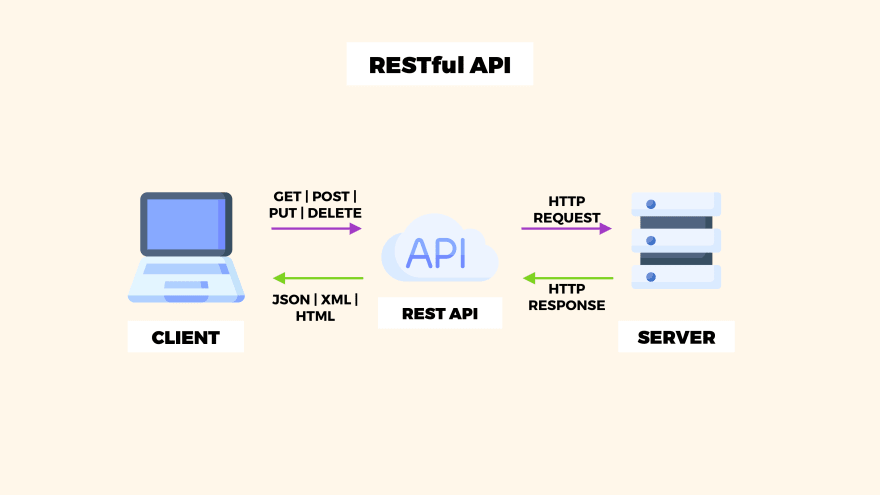 RESTful API
GET | POST |
PUT | DELETE
HTTP
REQUEST
API
JSON | XML |
HTML
HTTP
RESPONSE
REST API
CLIENT
SERVER